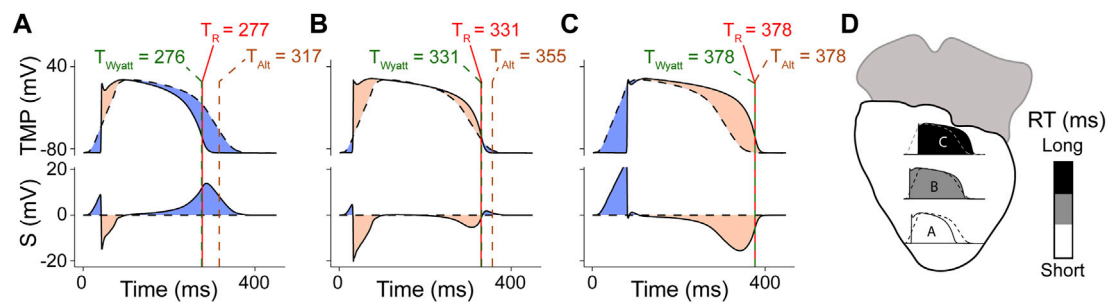 A
B
C
D
T_R = 277
T_Wyatt = 276
T_Alt = 317
T_R = 331
T_Wyatt = 331
T_Alt = 355
T_R = 378
T_Wyatt = 378
T_Alt = 378
TMP (mV)
40
-80
S (mV)
20
0
-20
0
400
Time (ms)
0
400
Time (ms)
0
400
Time (ms)
C
B
A
RT (ms)
Long
Short